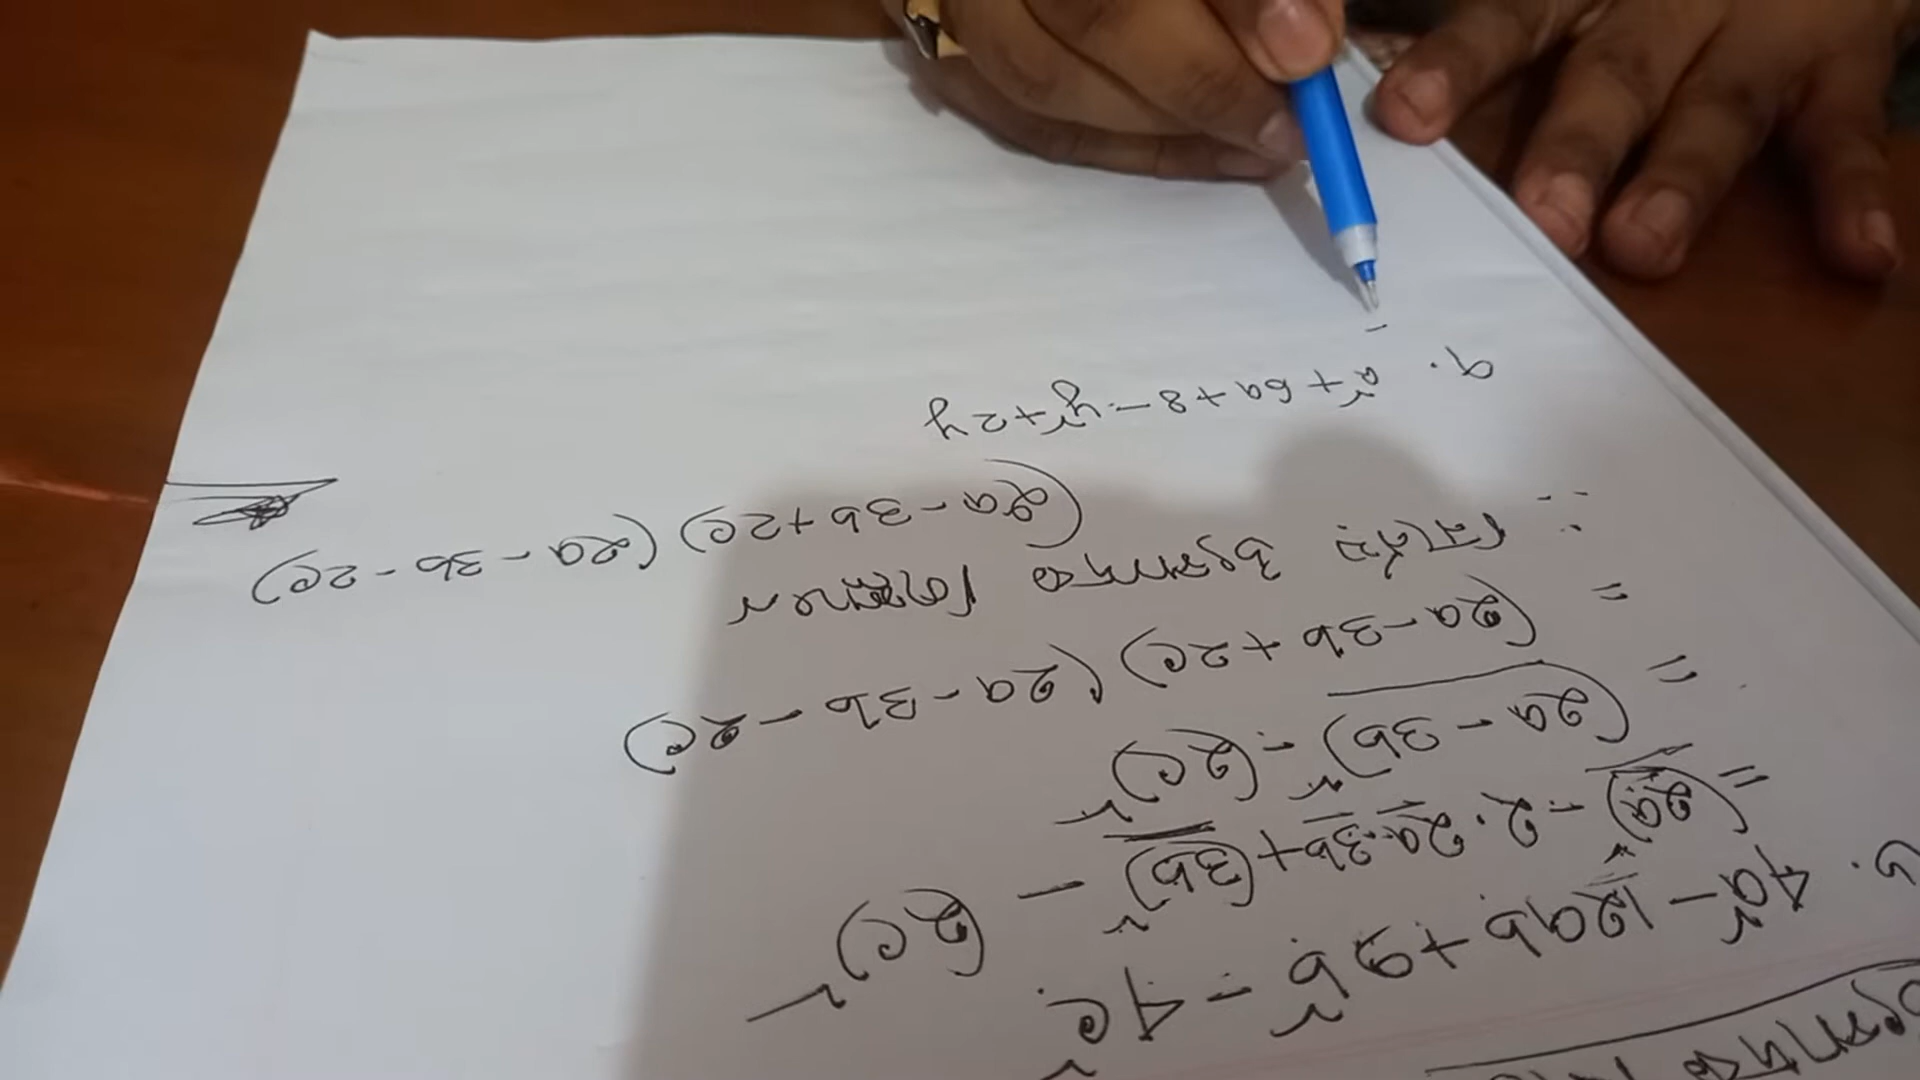 ৬. 4a² - 12ab + 9b² - 4c²
= (2a)² - 2. 2a.3b + (3b)² - (2c)²
= (2a - 3b)² - (2c)²
= (2a - 3b + 2c) (2a - 3b - 2c)
∴ নির্ণেয় উৎপাদকে বিশ্লেষণ
(2a - 3b + 2c) (2a - 3b - 2c)
৭. a² + 6a + 8 - y² + 2y